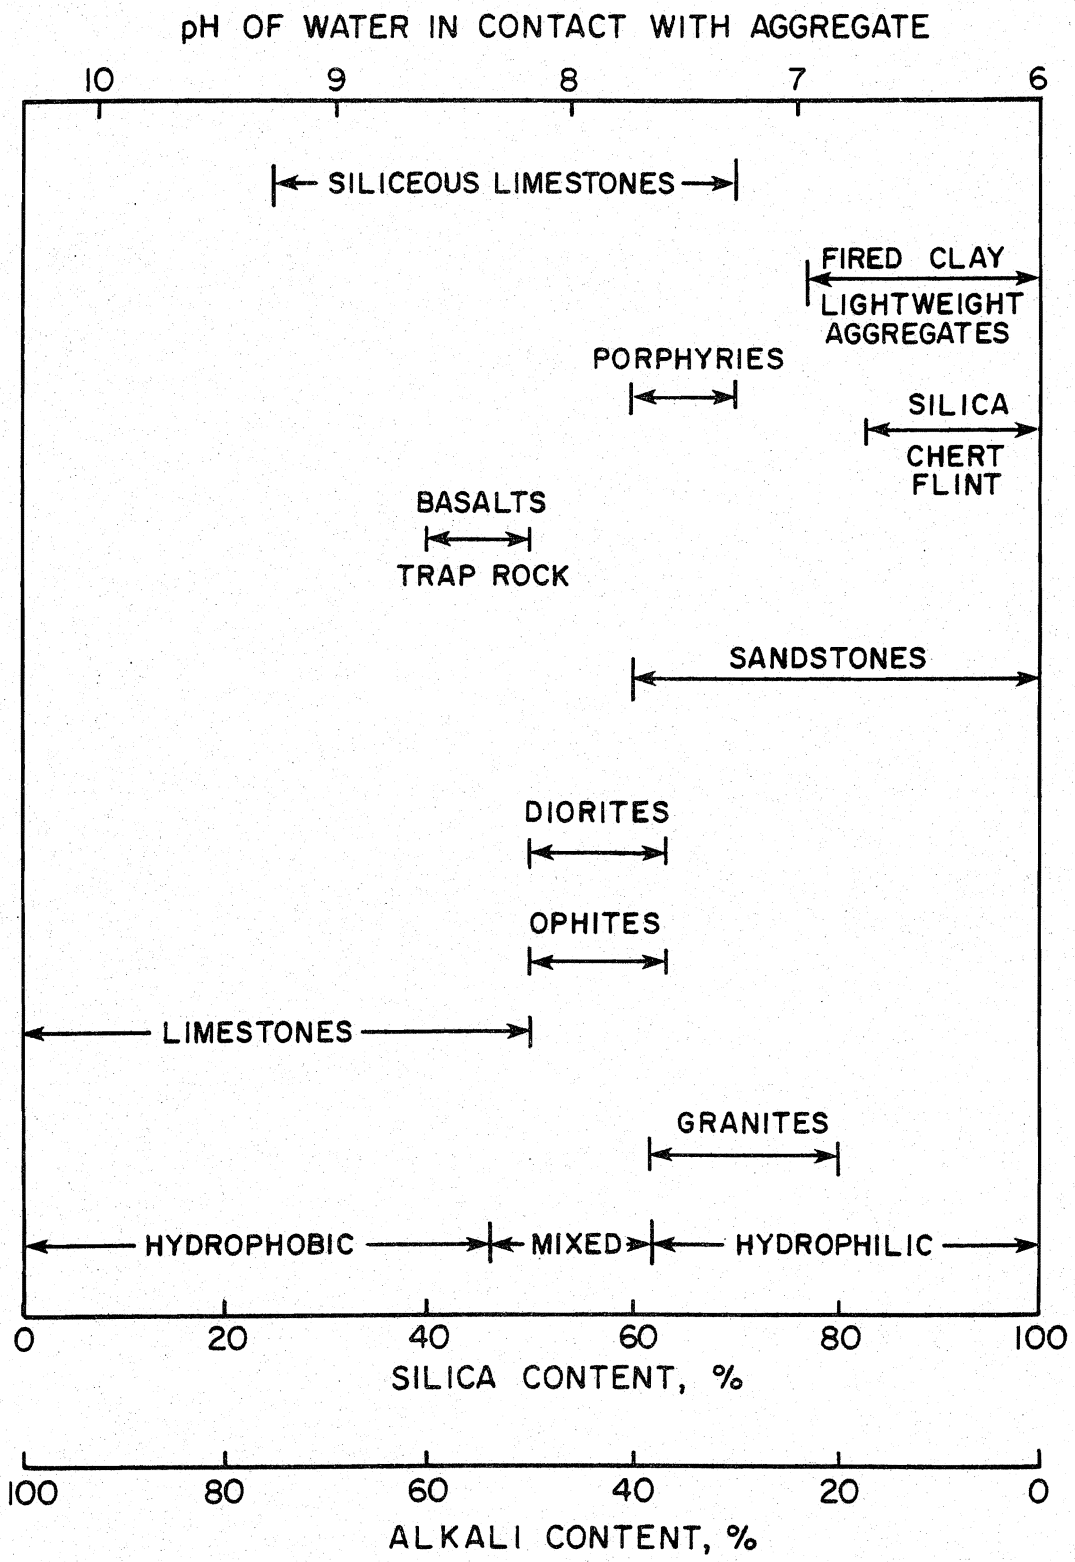 pH OF WATER IN CONTACT WITH AGGREGATE
10 9 8 7 6
SILICEOUS LIMESTONES
FIRED CLAY
LIGHTWEIGHT
AGGREGATES
PORPHYRIES
SILICA
CHERT
FLINT
BASALTS
TRAP ROCK
SANDSTONES
DIORITES
OPHITES
LIMESTONES
GRANITES
HYDROPHOBIC MIXED HYDROPHILIC
0 20 40 60 80 100
SILICA CONTENT, %
100 80 60 40 20 0
ALKALI CONTENT, %